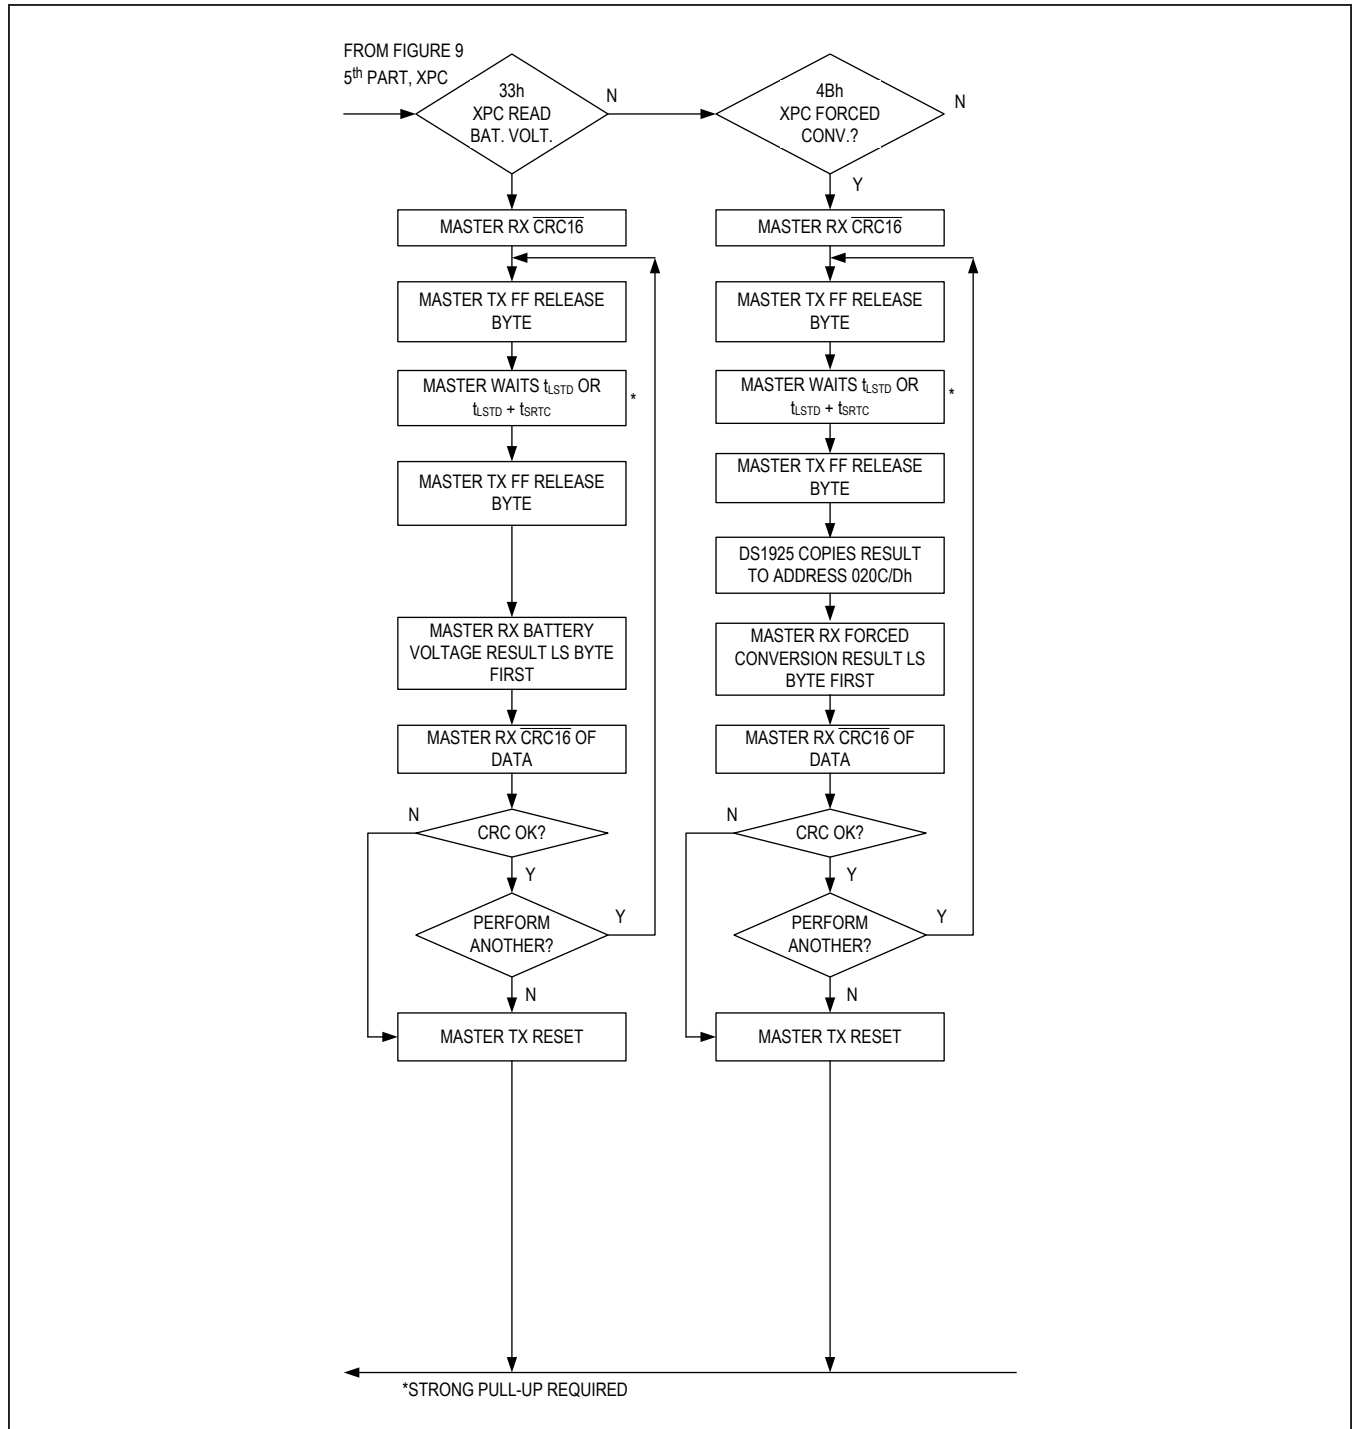 FROM FIGURE 9
5th PART, XPC
33h
XPC READ
BAT. VOLT.
N
4Bh
XPC FORCED
CONV.?
N
Y
MASTER RX CRC16
MASTER RX CRC16
MASTER TX FF RELEASE
BYTE
MASTER TX FF RELEASE
BYTE
MASTER WAITS tLSTD OR
tLSTD + tSRTC
*
MASTER WAITS tLSTD OR
tLSTD + tSRTC
*
MASTER TX FF RELEASE
BYTE
MASTER TX FF RELEASE
BYTE
DS1925 COPIES RESULT
TO ADDRESS 020C/Dh
MASTER RX BATTERY
VOLTAGE RESULT LS BYTE
FIRST
MASTER RX FORCED
CONVERSION RESULT LS
BYTE FIRST
MASTER RX CRC16 OF
DATA
MASTER RX CRC16 OF
DATA
N
CRC OK?
N
CRC OK?
Y
Y
PERFORM
ANOTHER?
Y
PERFORM
ANOTHER?
Y
N
N
MASTER TX RESET
MASTER TX RESET
*STRONG PULL-UP REQUIRED